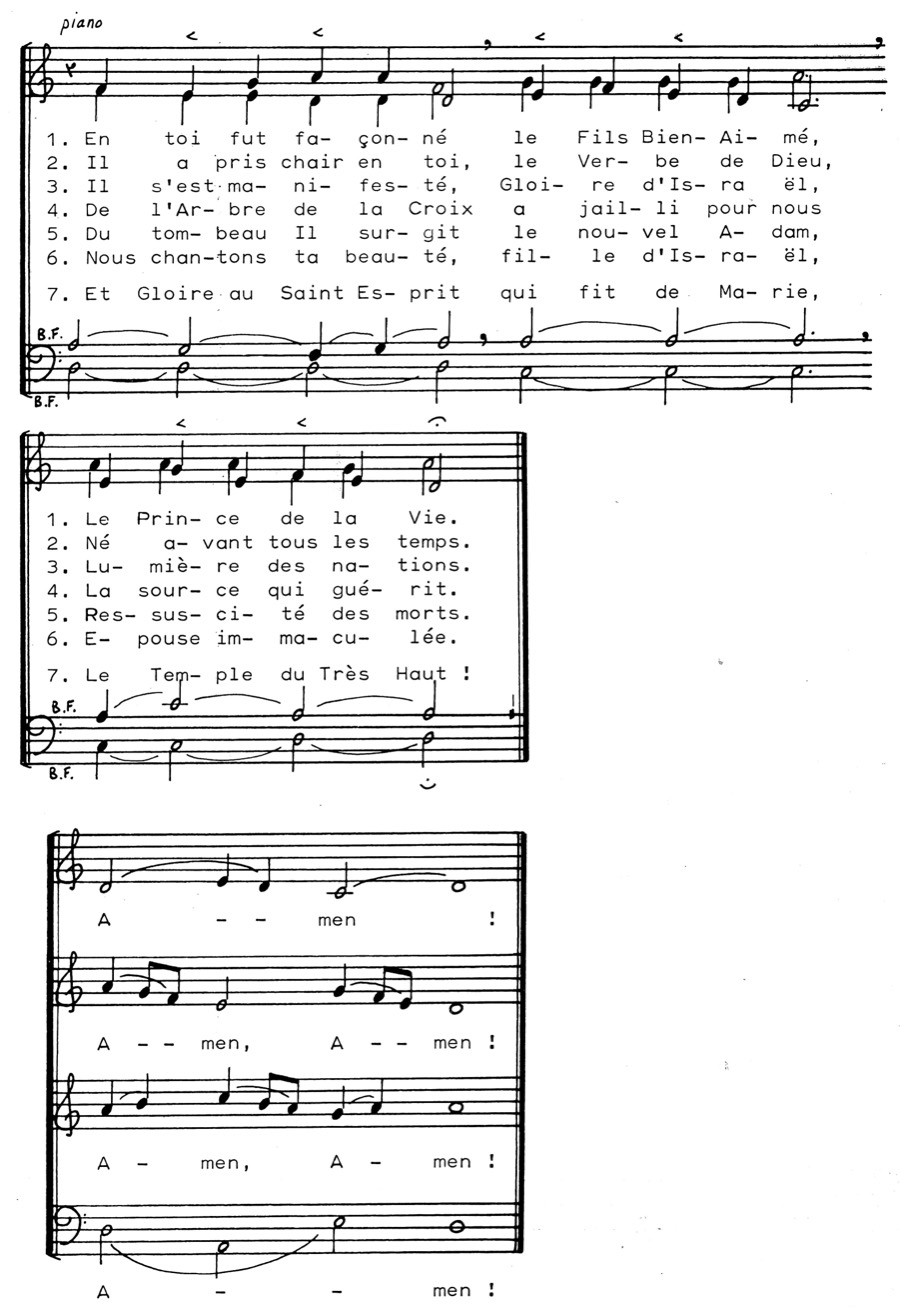 piano
1. En toi fut fa- çon- né le Fils Bien- Ai- mé,
2. Il a pris chair en toi, le Ver- be de Dieu,
3. Il s'est ma- ni- fes- té, Gloi- re d'Is- ra ël,
4. De l'Ar- bre de la Croix a jail- li pour nous
5. Du tom- beau Il sur- git le nou- vel A- dam,
6. Nous chan- tons ta beau- té, fil- le d'Is- ra- ël,
7. Et Gloire au Saint Es- prit qui fit de Ma- rie,
B.F.
B.F.
1. Le Prin- ce de la Vie.
2. Né a- vant tous les temps.
3. Lu- miè- re des na- tions.
4. La sour- ce qui gué- rit.
5. Res- sus- ci- té des morts.
6. E- pouse im- ma- cu- lée.
7. Le Tem- ple du Très Haut !
B.F.
B.F.
A - - men !
A - - men, A - - men !
A - men, A - men !
A - - men !